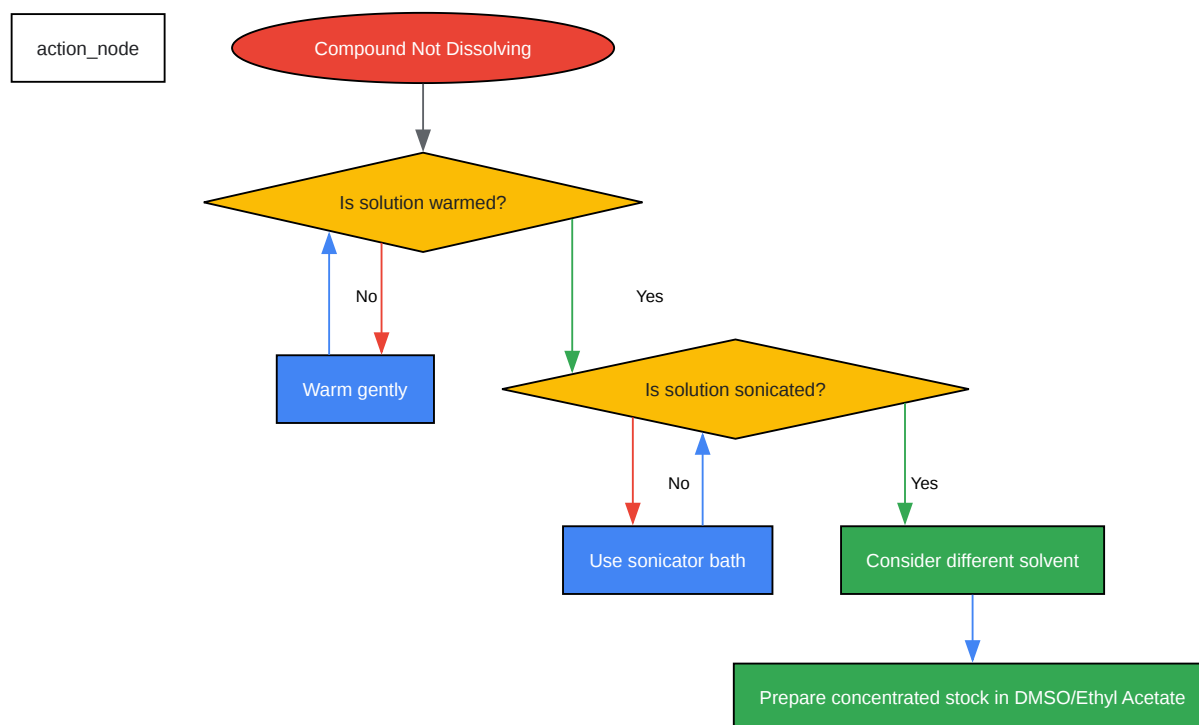 action_node
Compound Not Dissolving
Is solution warmed?
No
Yes
Warm gently
Is solution sonicated?
No
Yes
Use sonicator bath
Consider different solvent
Prepare concentrated stock in DMSO/Ethyl Acetate